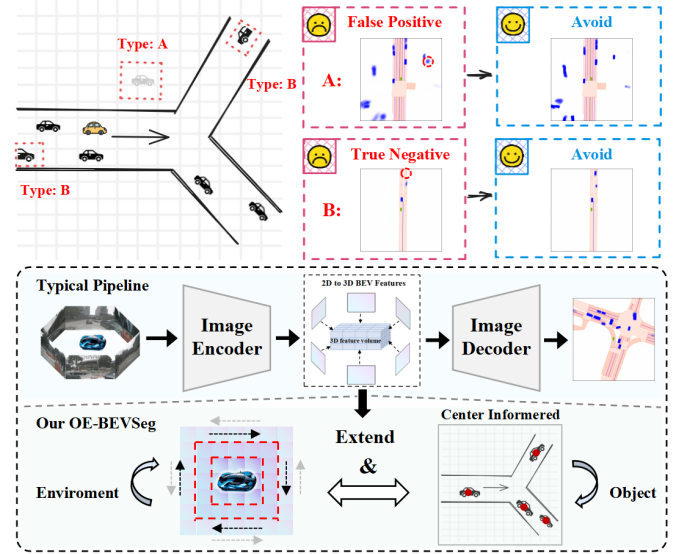 Type: A
Type: B
Type: B
False Positive
Avoid
A:
True Negative
Avoid
B:
Typical Pipeline
Image
Encoder
2D to 3D BEV Features
3D feature volume
Image
Decoder
Our OE-BEVSeg
Enviroment
Extend
&
Center Informered
Object